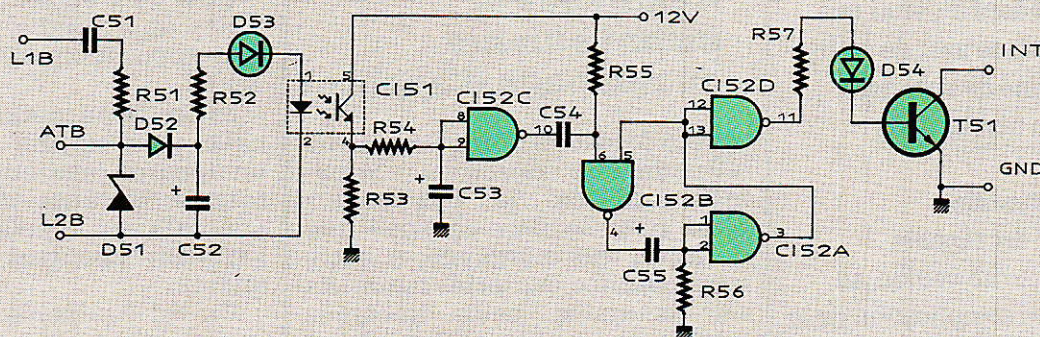 C51
L1B
R51
ATB
D52
R52
D53
L2B
D51
+
C52
1
5
2
4
CI51
R54
R53
+
C53
8
9
10
CI52C
C54
12V
R55
6
5
4
CI52B
+
C55
R56
1
2
3
CI52A
12
13
11
CI52D
R57
D54
INT
T51
GND